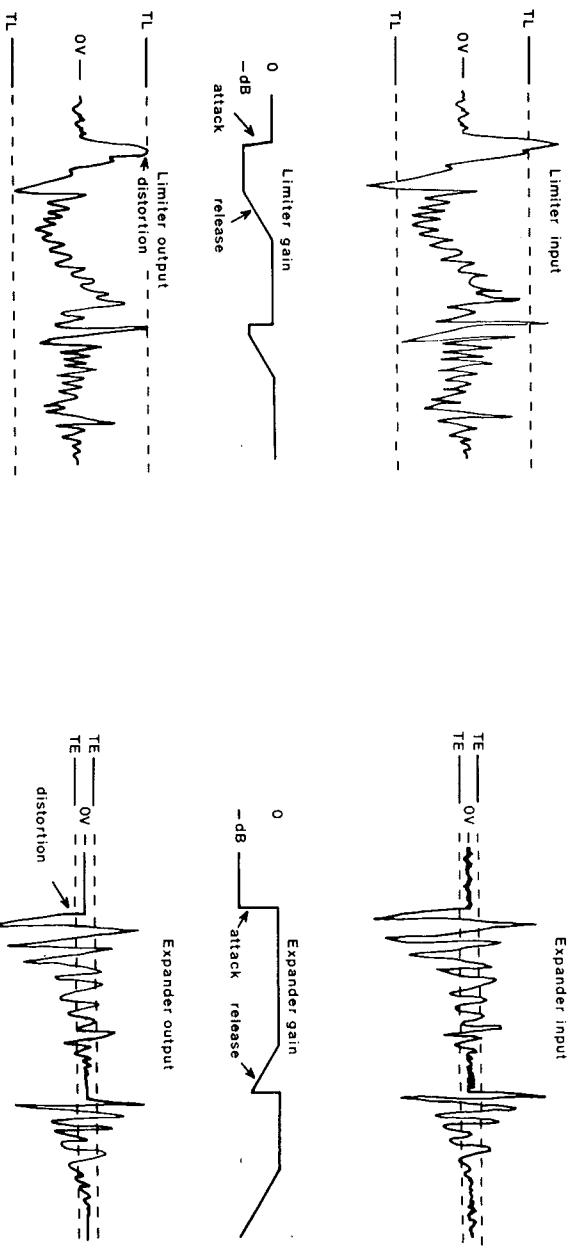 Limiter input
TL
0V
TL
Limiter gain
0
-dB
attack
release
Limiter output
TL
distortion
0V
TL
Expander input
TE
0V
TE
Expander gain
0
-dB
attack
release
Expander output
TE
0V
TE
distortion